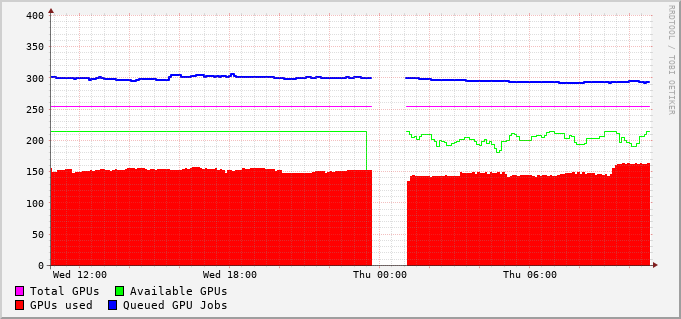 400
350
300
250
200
150
100
50
0
Wed 12:00 Wed 18:00 Thu 00:00 Thu 06:00
Total GPUs Available GPUs
GPUs used Queued GPU Jobs
RRDTOOL / TOBI OETIKER